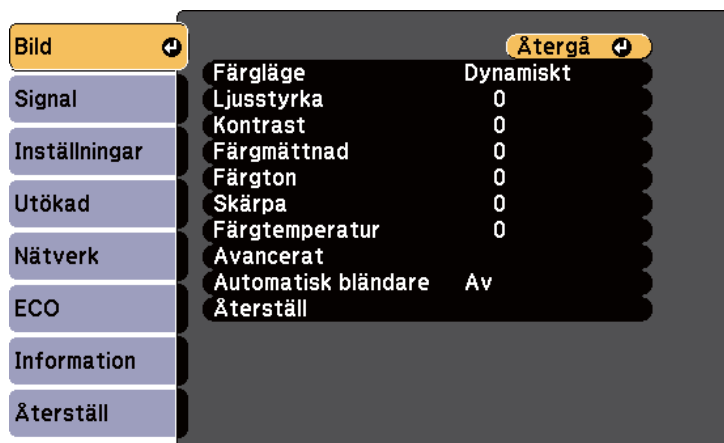 Bild
Signal
Inställningar
Utökad
Nätverk
ECO
Information
Återställ
Återgå
Färgläge Dynamiskt
Ljusstyrka 0
Kontrast 0
Färgmättnad 0
Färgton 0
Skärpa 0
Färgtemperatur 0
Avancerat
Automatisk bländare Av
Återställ